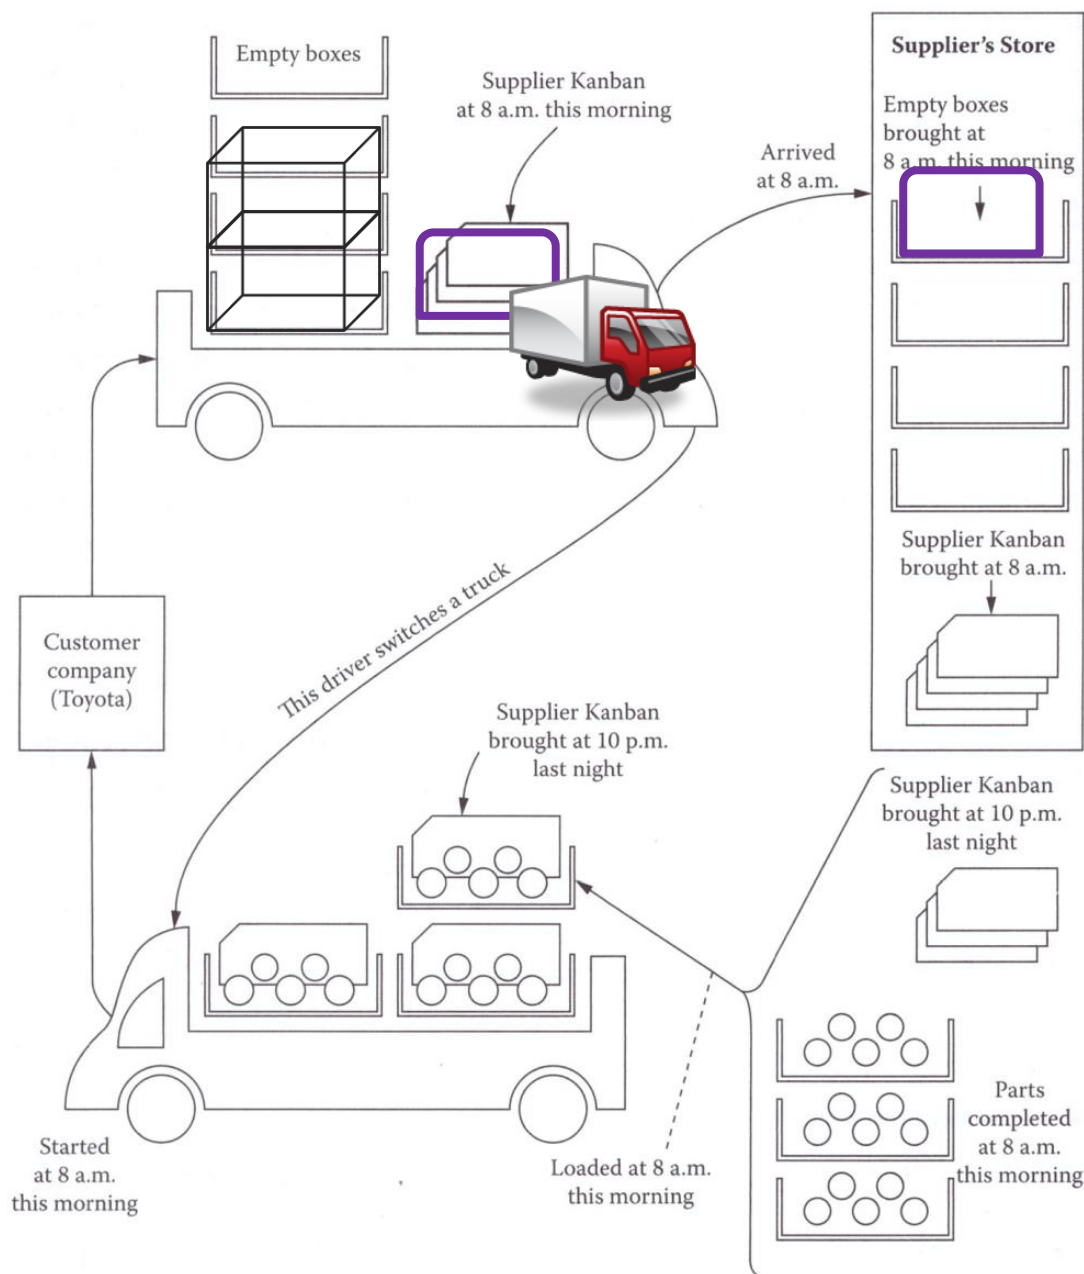 Empty boxes
Supplier Kanban
at 8 a.m. this morning
Arrived
at 8 a.m.
Supplier's Store
Empty boxes
brought at
8 a.m. this morning
Supplier Kanban
brought at 8 a.m.
Customer
company
(Toyota)
This driver switches a truck
Supplier Kanban
brought at 10 p.m.
last night
Supplier Kanban
brought at 10 p.m.
last night
Started
at 8 a.m.
this morning
Loaded at 8 a.m.
this morning
Parts
completed
at 8 a.m.
this morning